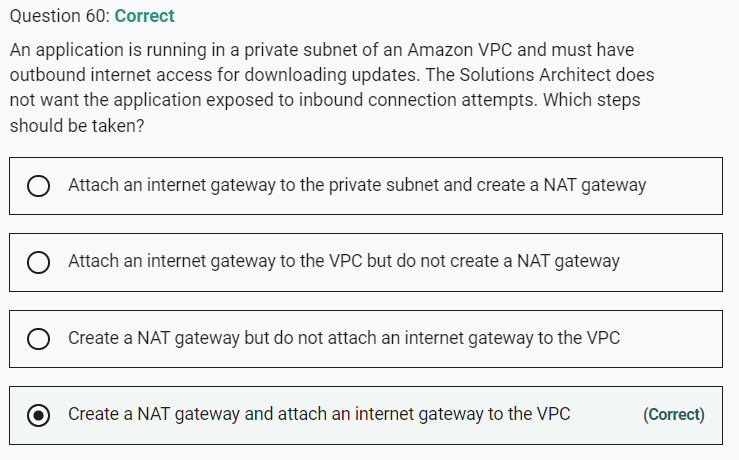 Question 60: Correct
An application is running in a private subnet of an Amazon VPC and must have
outbound internet access for downloading updates. The Solutions Architect does
not want the application exposed to inbound connection attempts. Which steps
should be taken?
Attach an internet gateway to the private subnet and create a NAT gateway
Attach an internet gateway to the VPC but do not create a NAT gateway
Create a NAT gateway but do not attach an internet gateway to the VPC
Create a NAT gateway and attach an internet gateway to the VPC (Correct)